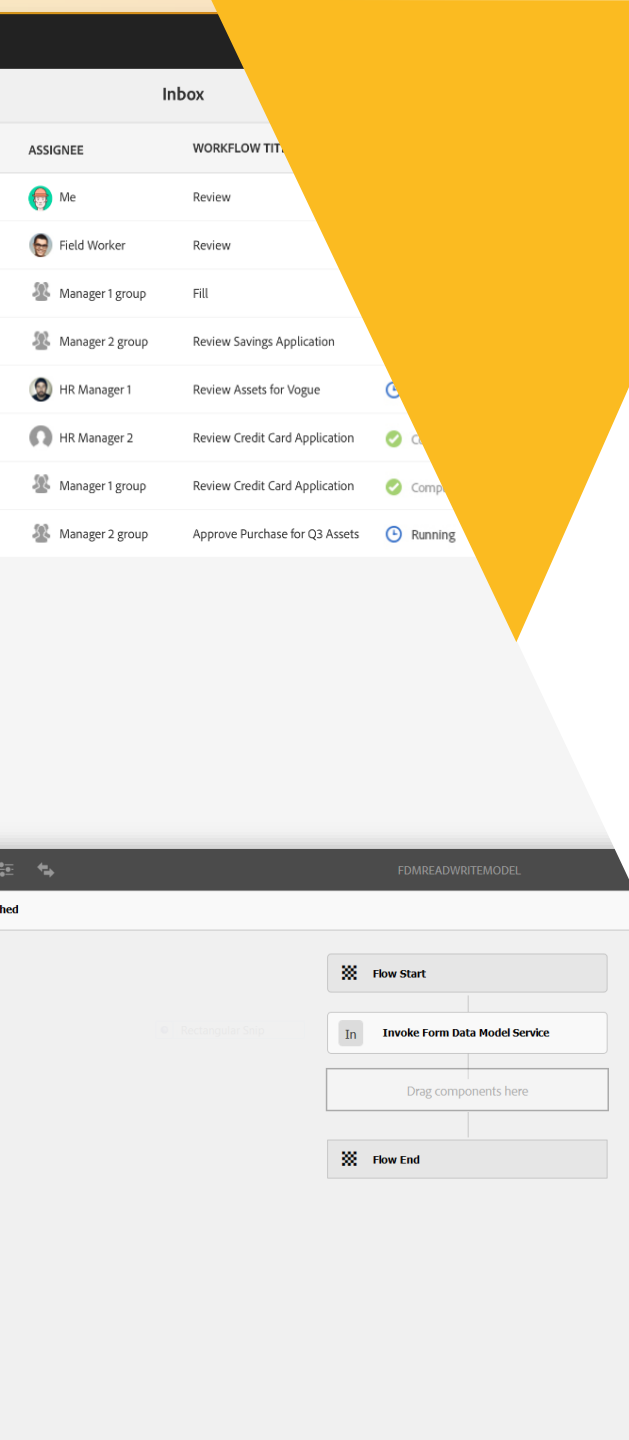 Inbox
ASSIGNEE WORKFLOW TIT
Me Review
Field Worker Review
Manager 1 group Fill
Manager 2 group Review Savings Application
HR Manager 1 Review Assets for Vogue
HR Manager 2 Review Credit Card Application
Manager 1 group Review Credit Card Application Comp
Manager 2 group Approve Purchase for Q3 Assets Running
FDMREADWRITEMODEL
hed
Flow Start
Rectangular Snip
In Invoke Form Data Model Service
Drag components here
Flow End